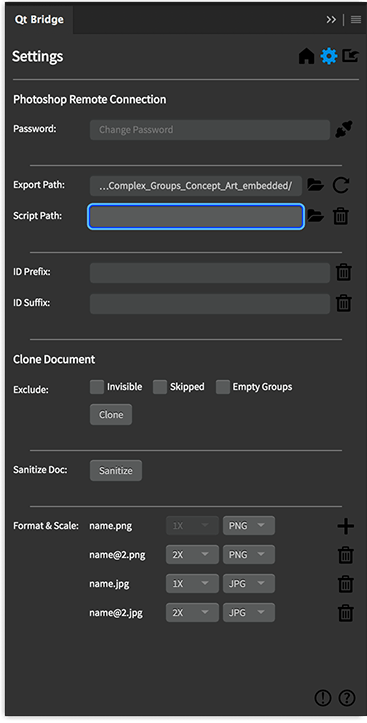 Qt Bridge
Settings
Photoshop Remote Connection
Password: Change Password
Export Path: ...Complex_Groups_Concept_Art_embedded/
Script Path:
ID Prefix:
ID Suffix:
Clone Document
Exclude: Invisible Skipped Empty Groups
Clone
Sanitize Doc: Sanitize
Format & Scale: name.png 1X PNG
name@2.png 2X PNG
name.jpg 1X JPG
name@2.jpg 2X JPG